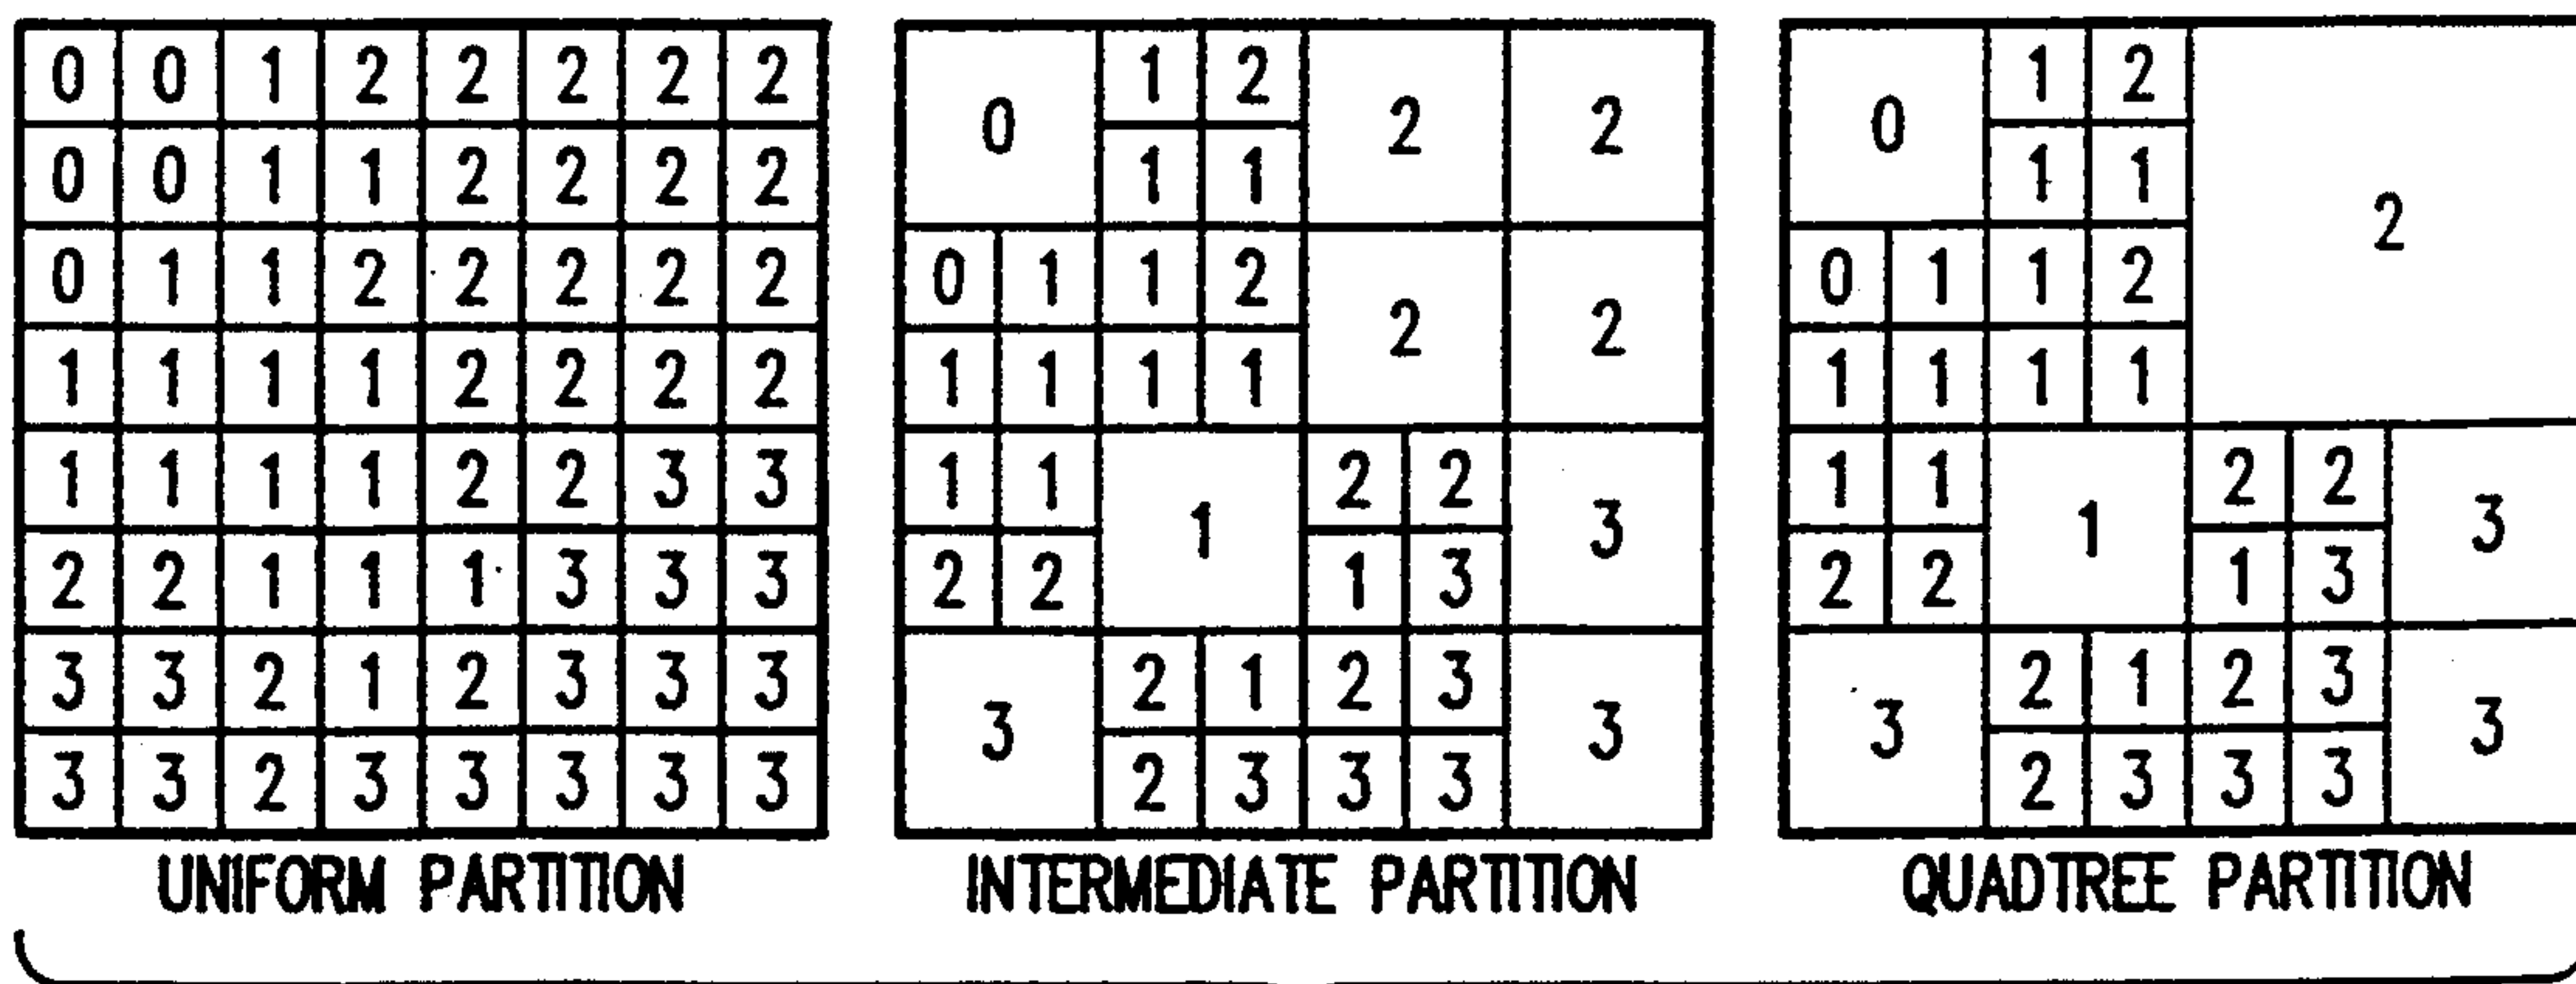 0 0 1 2 2 2 2 2
0 0 1 1 2 2 2 2
0 1 1 2 2 2 2 2
1 1 1 1 2 2 2 2
1 1 1 1 2 2 3 3
2 2 1 1 1 3 3 3
3 3 2 1 2 3 3 3
3 3 2 3 3 3 3 3
UNIFORM PARTITION
1 2
0 2 2
1 1
0 1 1 2
2 2
1 1 1 1
1 1 2 2
1 3
2 2 1 3
2 1 2 3
3 3
2 3 3 3
INTERMEDIATE PARTITION
1 2
0
1 1
2
0 1 1 2
1 1 1 1
1 1 2 2
1 3
2 2 1 3
2 1 2 3
3 3
2 3 3 3
QUADTREE PARTITION